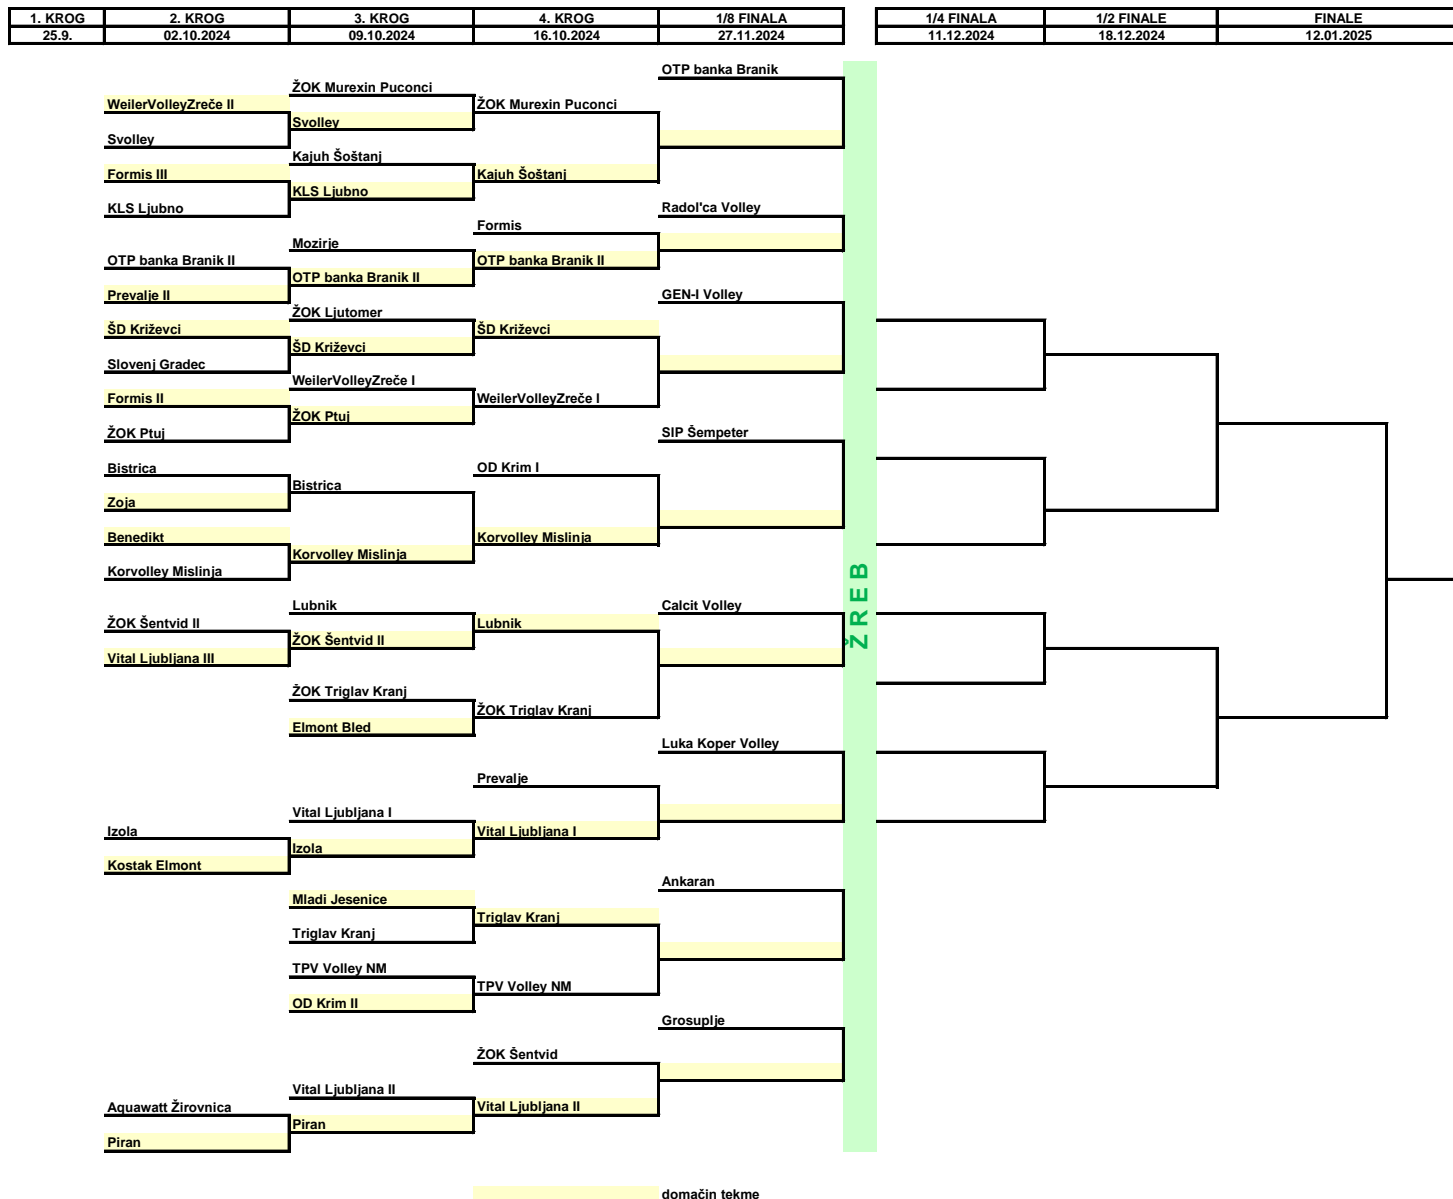 1. KROG 2. KROG 3. KROG 4. KROG 1/8 FINALA 1/4 FINALA 1/2 FINALE FINALE
25.9. 02.10.2024 09.10.2024 16.10.2024 27.11.2024 11.12.2024 18.12.2024 12.01.2025
OTP banka Branik
ŽOK Murexin Puconci
WeilerVolleyZreče II ŽOK Murexin Puconci
Svolley
Svolley
Kajuh Šoštanj
Formis III Kajuh Šoštanj
KLS Ljubno
KLS Ljubno Radol'ca Volley
Formis
Mozirje
OTP banka Branik II OTP banka Branik II
OTP banka Branik II
Prevalje II GEN-I Volley
ŽOK Ljutomer
ŠD Križevci ŠD Križevci
ŠD Križevci
Slovenj Gradec
WeilerVolleyZreče I
Formis II WeilerVolleyZreče I
ŽOK Ptuj
ŽOK Ptuj SIP Šempeter
Bistrica OD Krim I
Bistrica
Zoja
Benedikt Korvolley Mislinja
Korvolley Mislinja
Korvolley Mislinja
ŽREB
Lubnik Calcit Volley
ŽOK Šentvid II Lubnik
ŽOK Šentvid II
Vital Ljubljana III
ŽOK Triglav Kranj
ŽOK Triglav Kranj
Elmont Bled
Luka Koper Volley
Prevalje
Vital Ljubljana I
Izola Vital Ljubljana I
Izola
Kostak Elmont
Ankaran
Mladi Jesenice
Triglav Kranj
Triglav Kranj
TPV Volley NM
TPV Volley NM
OD Krim II
Grosuplje
ŽOK Šentvid
Vital Ljubljana II
Aquawatt Žirovnica Vital Ljubljana II
Piran
Piran
domačin tekme